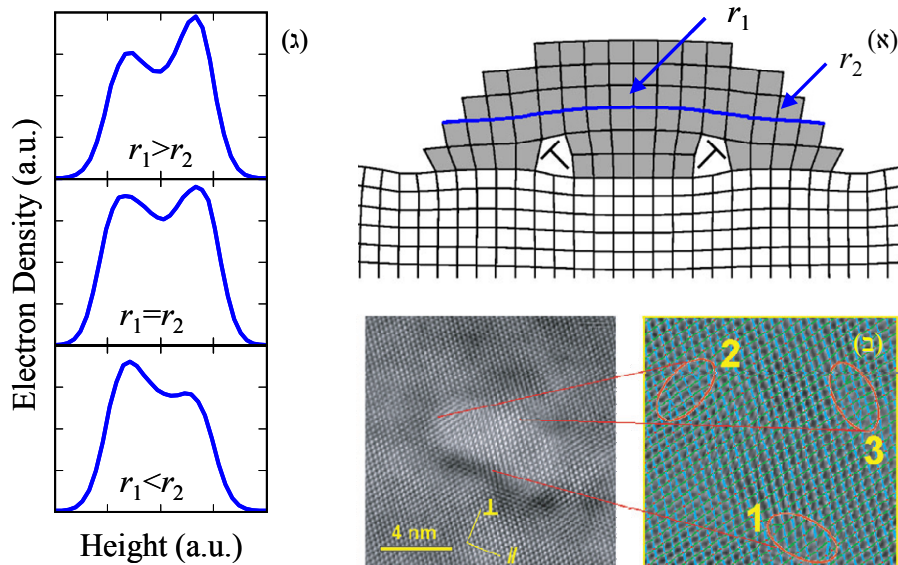 (א)
r₁
r₂
(ב)
1
2
3
4 nm
⊥
//
(ג)
Electron Density (a.u.)
r₁>r₂
r₁=r₂
r₁<r₂
Height (a.u.)